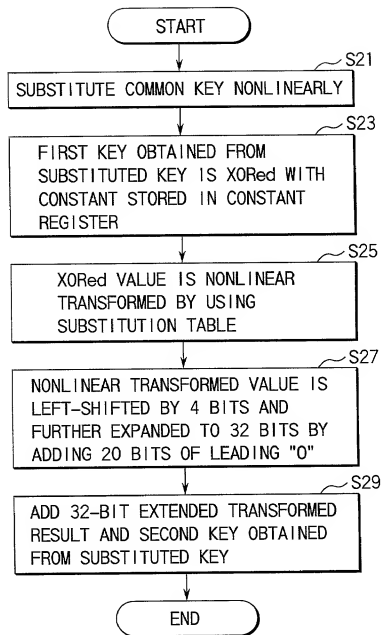 START
S21
SUBSTITUTE COMMON KEY NONLINEARLY
S23
FIRST KEY OBTAINED FROM
SUBSTITUTED KEY IS XORed WITH
CONSTANT STORED IN CONSTANT
REGISTER
S25
XORed VALUE IS NONLINEAR
TRANSFORMED BY USING
SUBSTITUTION TABLE
S27
NONLINEAR TRANSFORMED VALUE IS
LEFT-SHIFTED BY 4 BITS AND
FURTHER EXPANDED TO 32 BITS BY
ADDING 20 BITS OF LEADING "0"
S29
ADD 32-BIT EXTENDED TRANSFORMED
RESULT AND SECOND KEY OBTAINED
FROM SUBSTITUTED KEY
END